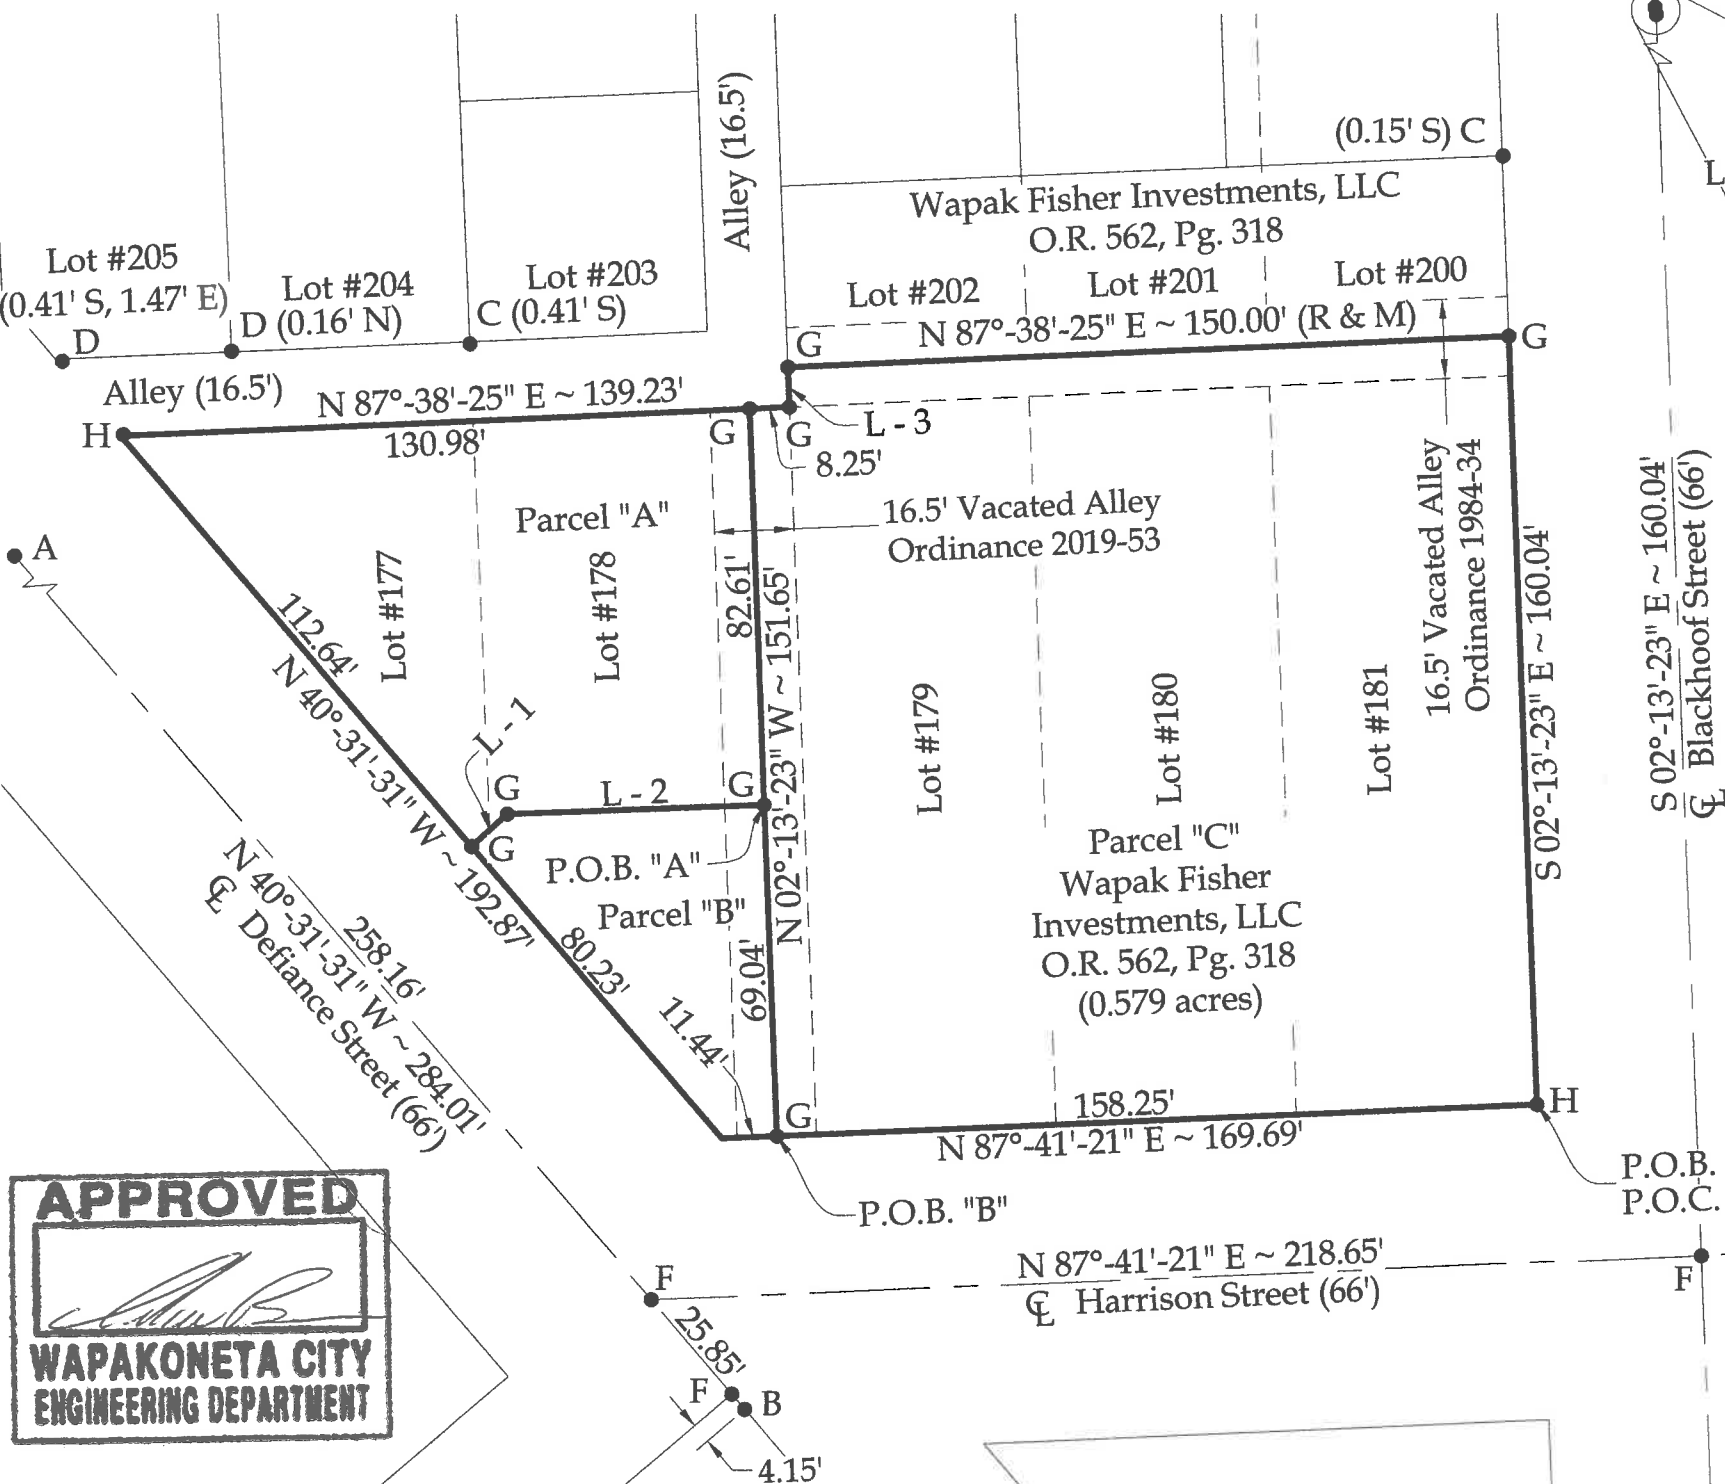 Alley (16.5')
(0.15' S) C
L
Wapak Fisher Investments, LLC
O.R. 562, Pg. 318
Lot #205
(0.41' S, 1.47' E)
D
Lot #204
D (0.16' N)
Lot #203
C (0.41' S)
Lot #202
Lot #201
Lot #200
N 87°-38'-25" E ~ 150.00' (R & M)
G
G
Alley (16.5')
N 87°-38'-25" E ~ 139.23'
H
130.98'
G
G
L - 3
8.25'
A
Parcel "A"
16.5' Vacated Alley
Ordinance 2019-53
16.5' Vacated Alley
Ordinance 1984-34
Lot #177
Lot #178
82.61'
N 02°-13'-23" W ~ 151.65'
S 02°-13'-23" E ~ 160.04'
S 02°-13'-23" E ~ 160.04'
℄ Blackhoof Street (66')
112.64'
N 40°-31'-31" W ~ 192.87'
L - 1
G
L - 2
G
G
Lot #179
Lot #180
Lot #181
P.O.B. "A"
Parcel "B"
Parcel "C"
Wapak Fisher
Investments, LLC
O.R. 562, Pg. 318
(0.579 acres)
80.23'
69.04'
11.44'
258.16'
N 40°-31'-31" W ~ 284.01'
℄ Defiance Street (66')
G
158.25'
N 87°-41'-21" E ~ 169.69'
H
P.O.B.
P.O.C.
P.O.B. "B"
APPROVED
WAPAKONETA CITY
ENGINEERING DEPARTMENT
F
N 87°-41'-21" E ~ 218.65'
℄ Harrison Street (66')
F
25.85'
F
B
4.15'